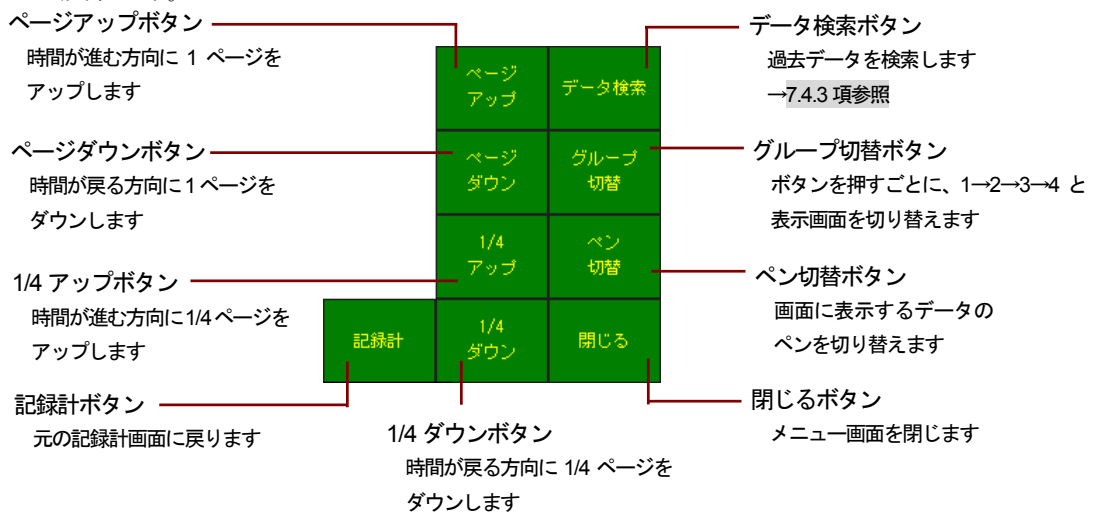 ページアップボタン
時間が進む方向に 1 ページを
アップします
ページダウンボタン
時間が戻る方向に1 ページを
ダウンします
1/4 アップボタン
時間が進む方向に1/4 ページを
アップします
記録計ボタン
元の記録計画面に戻ります
ページ
アップ
データ検索
ページ
ダウン
グループ
切替
1/4
アップ
ペン
切替
記録計
1/4
ダウン
閉じる
1/4 ダウンボタン
時間が戻る方向に 1/4 ページを
ダウンします
データ検索ボタン
過去データを検索します
→7.4.3 項参照
グループ切替ボタン
ボタンを押すごとに、1→2→3→4 と
表示画面を切り替えます
ペン切替ボタン
画面に表示するデータの
ペンを切り替えます
閉じるボタン
メニュー画面を閉じます